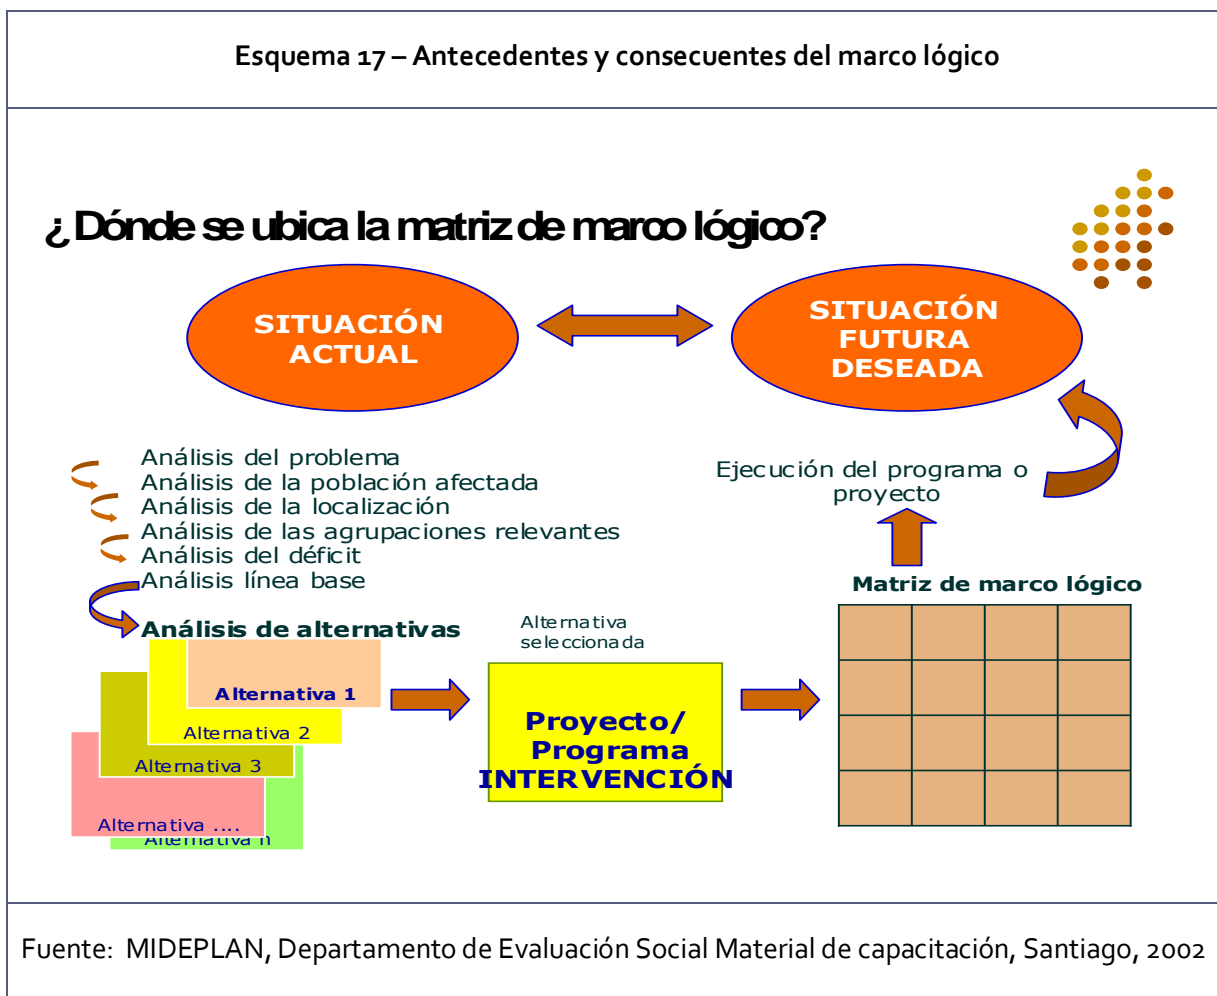 Esquema 17 – Antecedentes y consecuentes del marco lógico
¿Dónde se ubica la matriz de marco lógico?
SITUACIÓN
ACTUAL
SITUACIÓN
FUTURA
DESEADA
Análisis del problema
Análisis de la población afectada
Análisis de la localización
Análisis de las agrupaciones relevantes
Análisis del déficit
Análisis línea base
Ejecución del programa o
proyecto
Matriz de marco lógico
Análisis de alternativas
Alternativa
seleccionada
Alternativa 1
Alternativa 2
Alternativa 3
Alternativa ....
Alternativa n
Proyecto/
Programa
INTERVENCIÓN
Fuente: MIDEPLAN, Departamento de Evaluación Social Material de capacitación, Santiago, 2002